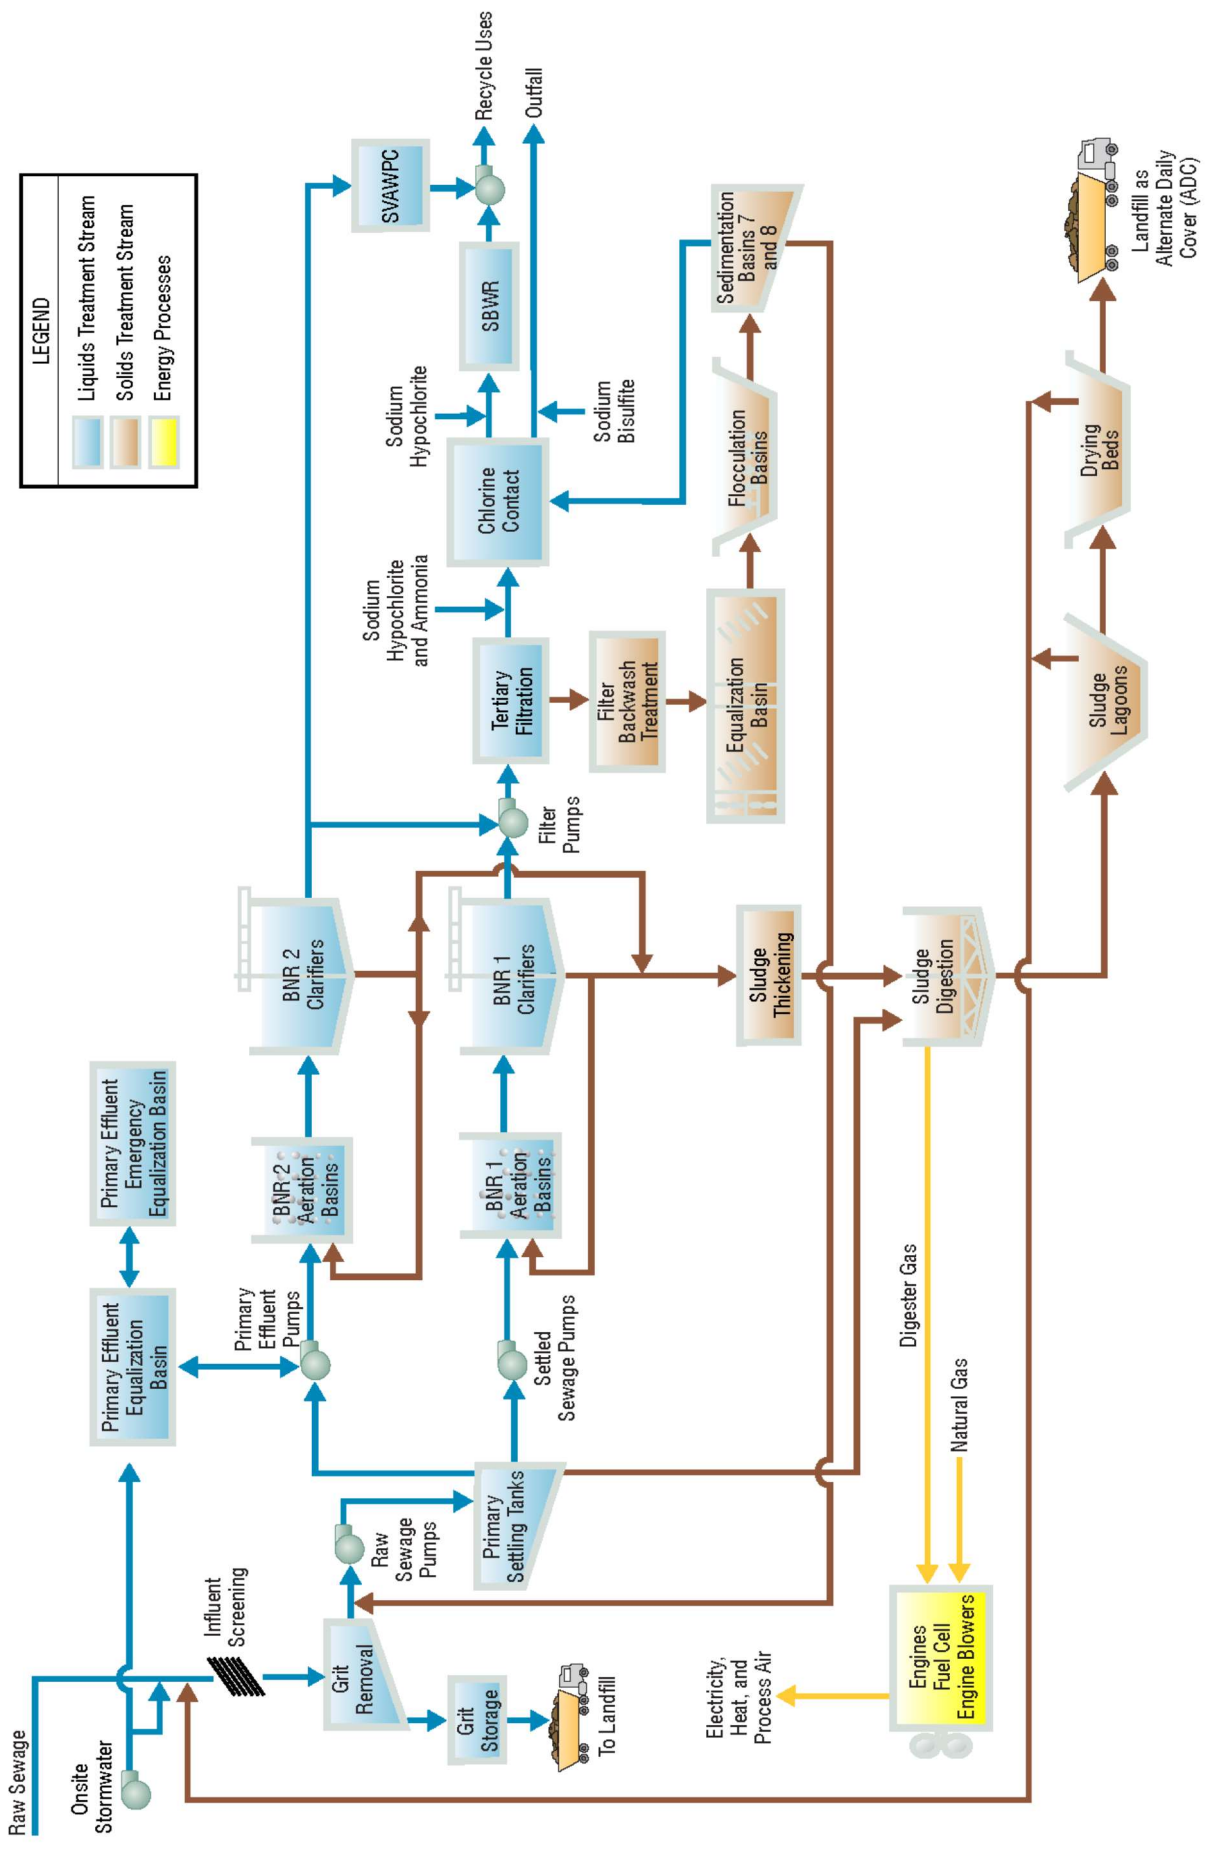 LEGEND
Liquids Treatment Stream
Solids Treatment Stream
Energy Processes
Raw Sewage
Onsite
Stormwater
Influent
Screening
Primary Effluent
Equalization
Basin
Primary Effluent
Emergency
Equalization Basin
Grit
Removal
Grit
Storage
To Landfill
Raw
Sewage
Pumps
Primary
Settling Tanks
Primary
Effluent
Pumps
Settled
Sewage Pumps
BNR 2
Aeration
Basins
BNR 1
Aeration
Basins
BNR 2
Clarifiers
BNR 1
Clarifiers
Filter
Pumps
Tertiary
Filtration
Sodium
Hypochlorite
and Ammonia
Chlorine
Contact
Sodium
Hypochlorite
Sodium
Bisulfite
SBWR
SVAWPC
Recycle Uses
Outfall
Filter
Backwash
Treatment
Equalization
Basin
Flocculation
Basins
Sedimentation
Basins 7
and 8
Sludge
Thickening
Sludge
Digestion
Sludge
Lagoons
Drying
Beds
Landfill as
Alternate Daily
Cover (ADC)
Digester Gas
Natural Gas
Engines
Fuel Cell
Engine Blowers
Electricity,
Heat, and
Process Air